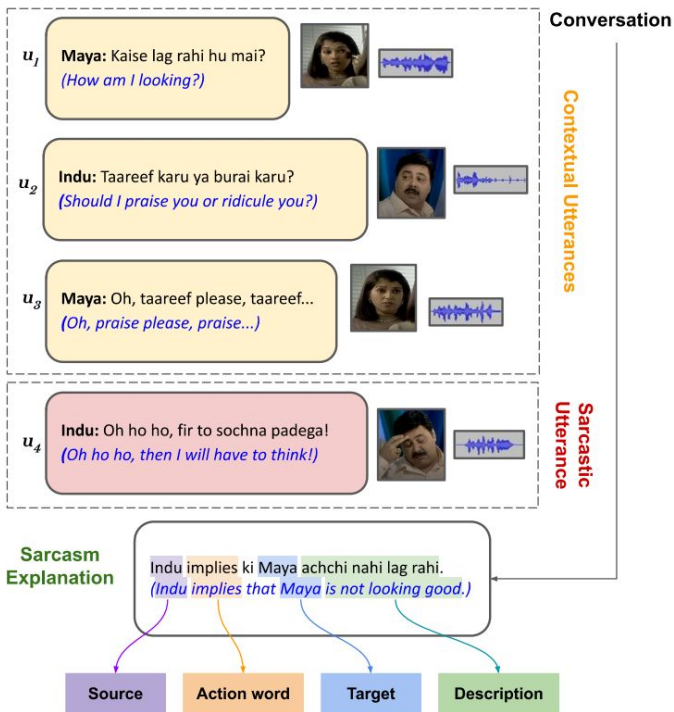 Conversation
u1
Maya: Kaise lag rahi hu mai?
(How am I looking?)
u2
Indu: Taareef karu ya burai karu?
(Should I praise you or ridicule you?)
u3
Maya: Oh, taareef please, taareef...
(Oh, praise please, praise...)
Contextual Utterances
u4
Indu: Oh ho ho, fir to sochna padega!
(Oh ho ho, then I will have to think!)
Sarcastic
Utterance
Sarcasm
Explanation
Indu implies ki Maya achchi nahi lag rahi.
(Indu implies that Maya is not looking good.)
Source
Action word
Target
Description